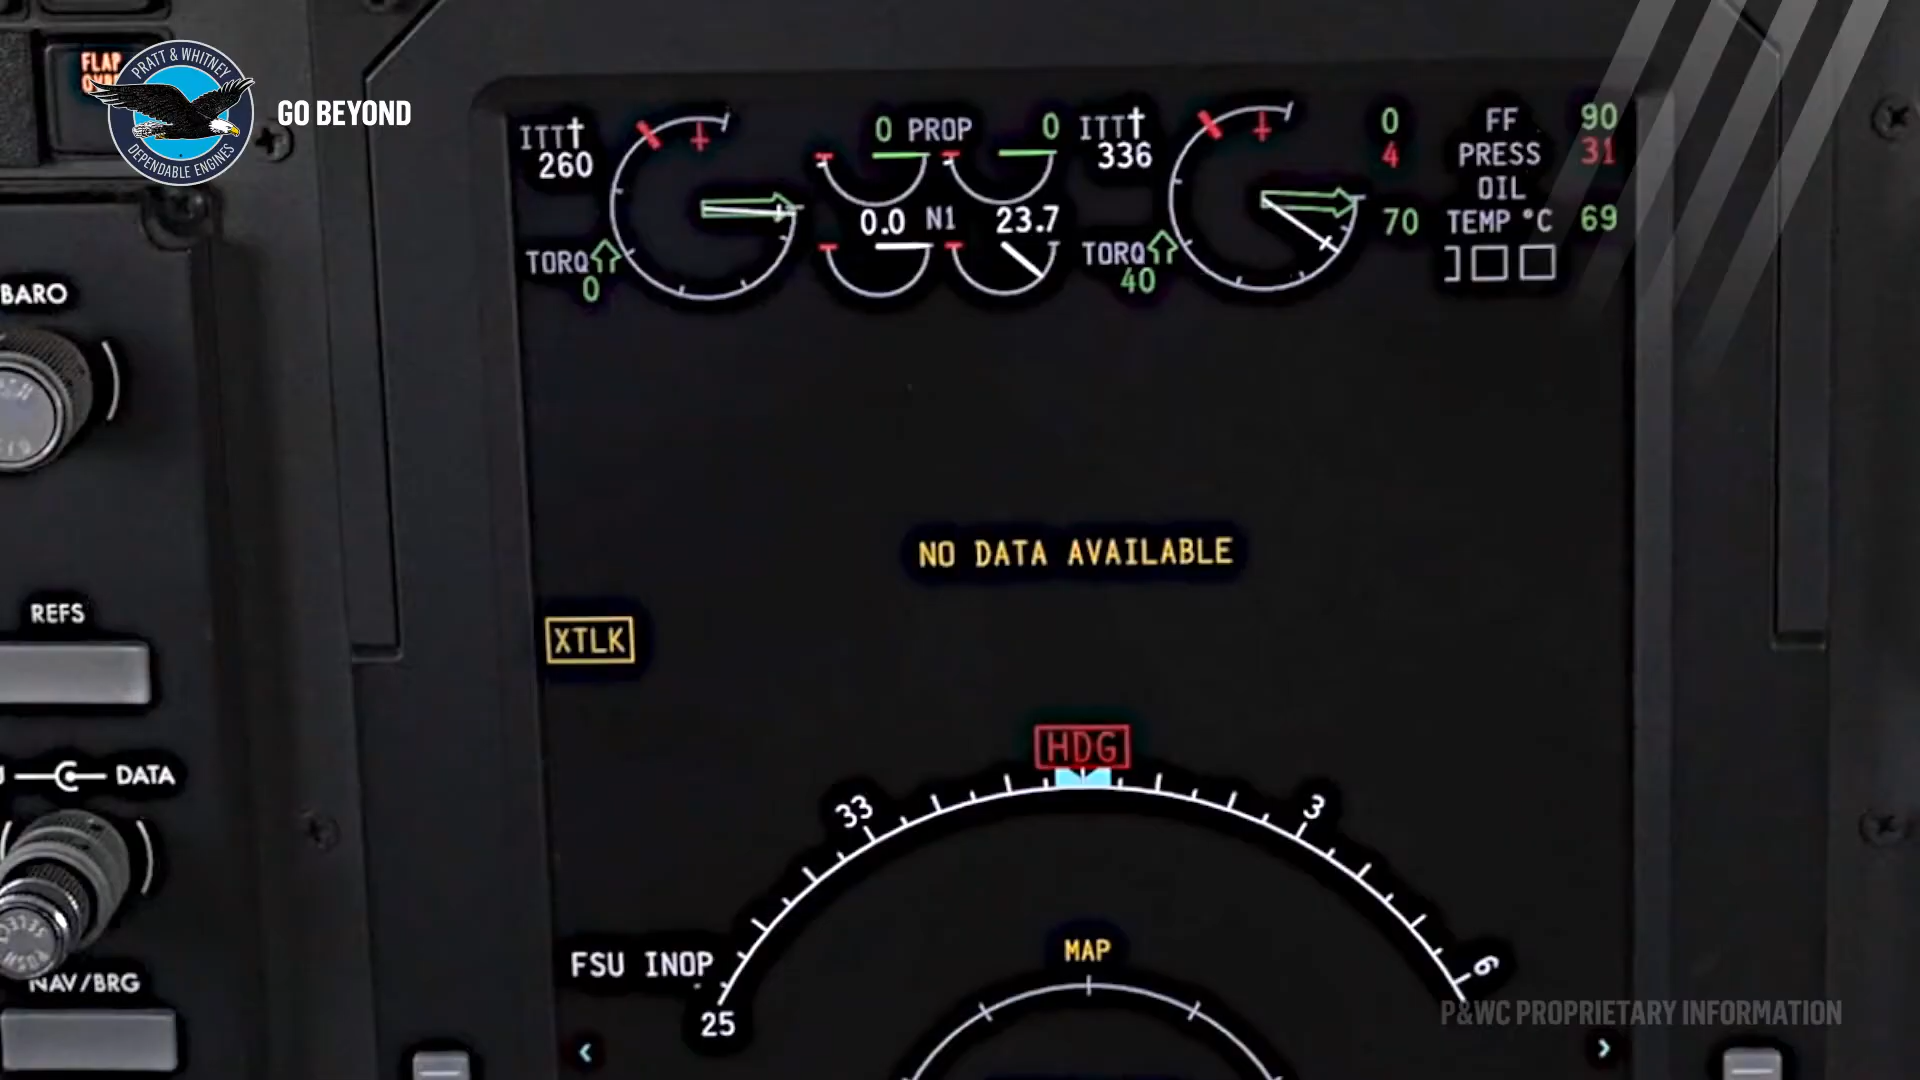 FLAP
PRATT & WHITNEY
DEPENDABLE ENGINES
GO BEYOND
ITT†
260
0 PROP 0
0.0 N1 23.7
TORQ
0
ITT†
336
TORQ
40
0 FF 90
4 PRESS 31
OIL
70 TEMP °C 69
BARO
NO DATA AVAILABLE
REFS
XTLK
HDG
DATA
33
3
6
25
MAP
FSU INOP
NAV/BRG
< >
P&WC PROPRIETARY INFORMATION